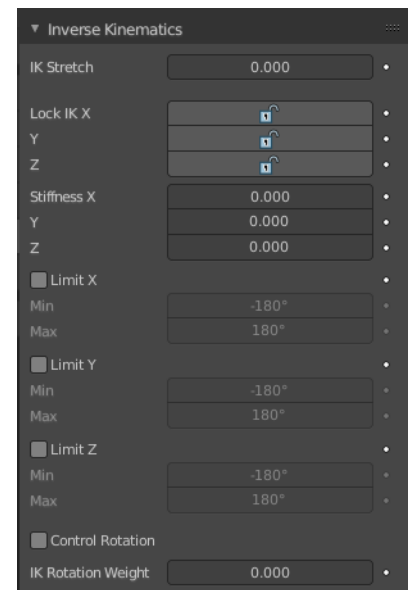 Inverse Kinematics
IK Stretch 0.000
Lock IK X
Y
Z
Stiffness X 0.000
Y 0.000
Z 0.000
Limit X
Min -180°
Max 180°
Limit Y
Min -180°
Max 180°
Limit Z
Min -180°
Max 180°
Control Rotation
IK Rotation Weight 0.000